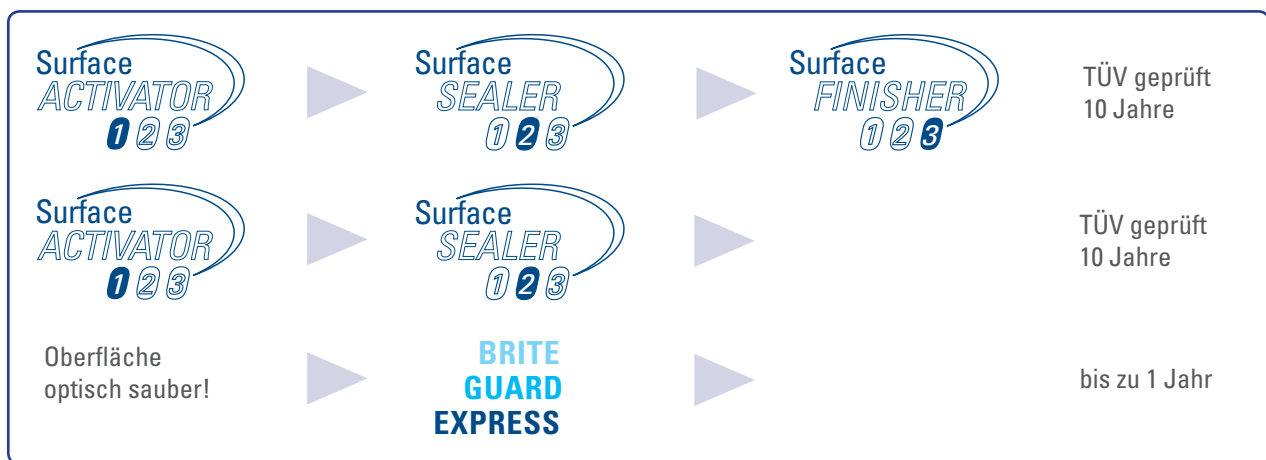 Surface
ACTIVATOR
1 2 3
Surface
SEALER
1 2 3
Surface
FINISHER
1 2 3
TÜV geprüft
10 Jahre
Surface
ACTIVATOR
1 2 3
Surface
SEALER
1 2 3
TÜV geprüft
10 Jahre
Oberfläche
optisch sauber!
BRITE
GUARD
EXPRESS
bis zu 1 Jahr